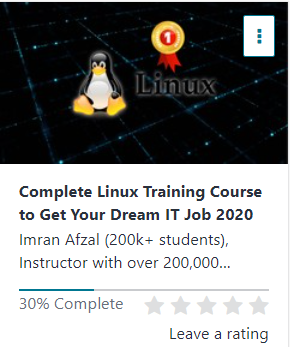 1
Linux
Complete Linux Training Course
to Get Your Dream IT Job 2020
Imran Afzal (200k+ students),
Instructor with over 200,000...
30% Complete
Leave a rating